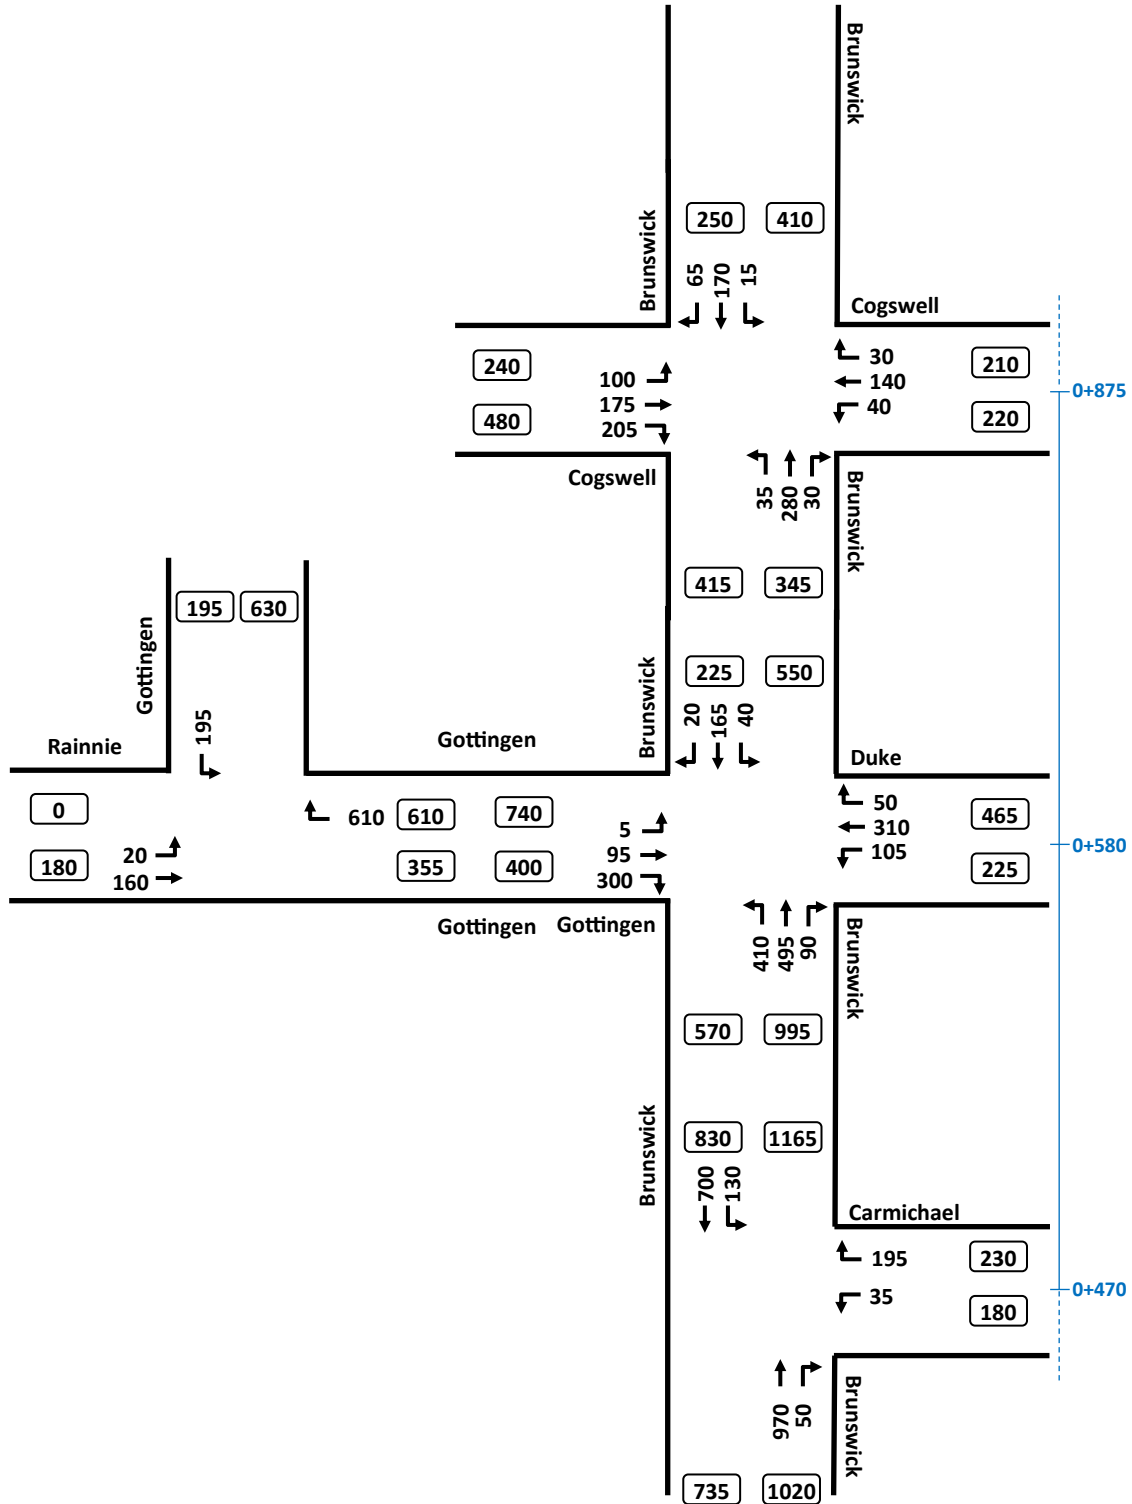 Brunswick
Brunswick
250 410
65 170 15
Cogswell
240
480
100
175
205
30
140
40
210
220
0+875
Cogswell
35 280 30
Brunswick
415 345
195 630
Gottingen
Brunswick
225 550
20 165 40
195
Rainnie
Gottingen
Duke
0
180
20
160
610
610 740
355 400
5
95
300
50
310
105
465
225
0+580
Gottingen Gottingen
410 495 90
Brunswick
570 995
Brunswick
830 1165
700 130
Carmichael
195
35
230
180
0+470
970 50
Brunswick
735 1020